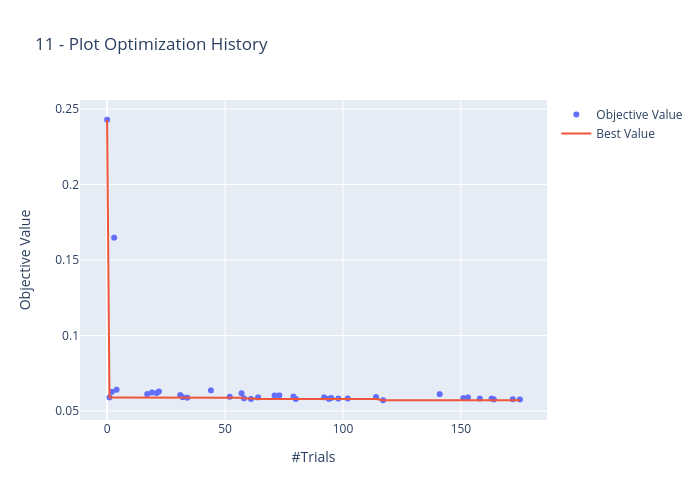 11 - Plot Optimization History
Objective Value
Best Value
0.25
0.2
0.15
0.1
0.05
Objective Value
0
50
100
150
#Trials